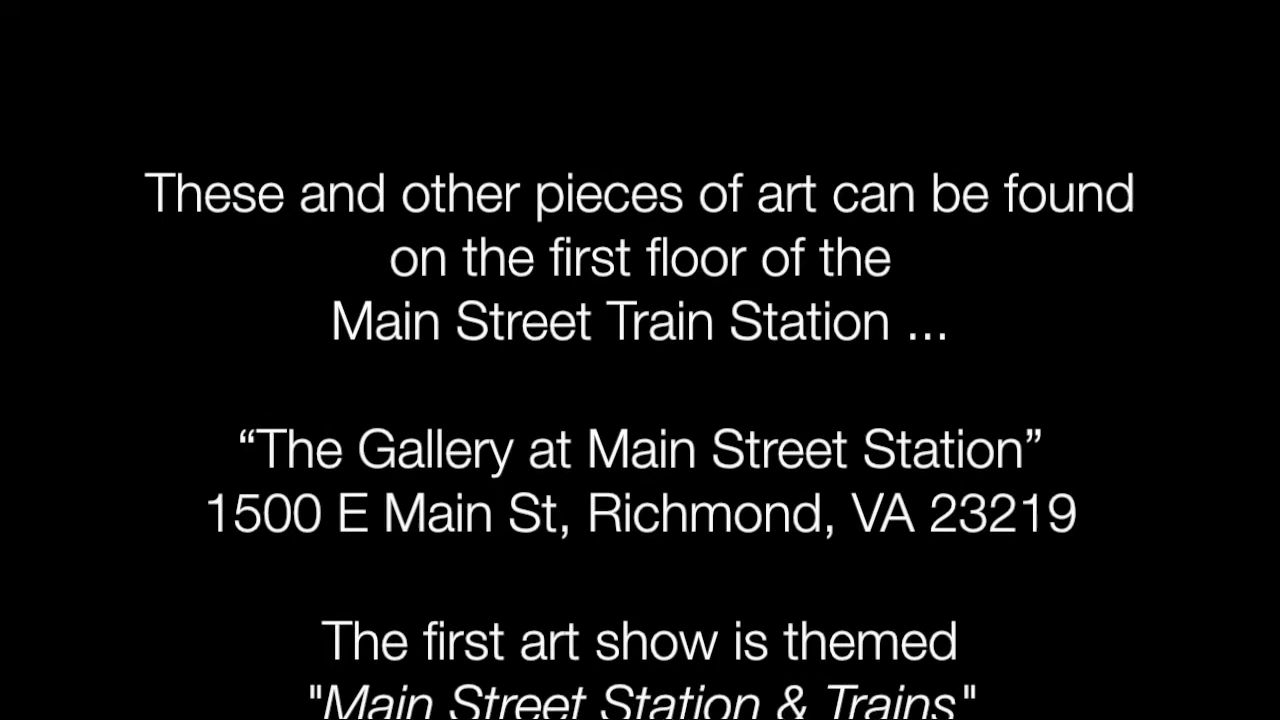 These and other pieces of art can be found
on the first floor of the
Main Street Train Station ...
“The Gallery at Main Street Station”
1500 E Main St, Richmond, VA 23219
The first art show is themed
"Main Street Station & Trains"